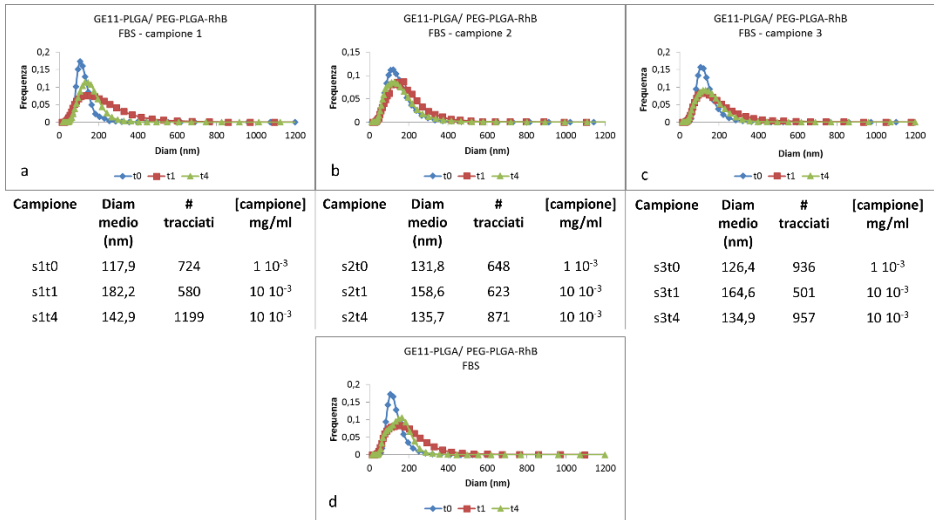 GE11-PLGA/ PEG-PLGA-RhB
FBS - campione 1
Frequenza
0,2
0,15
0,1
0,05
0
0 200 400 600 800 1000 1200
Diam (nm)
a
t0 t1 t4
GE11-PLGA/ PEG-PLGA-RhB
FBS - campione 2
Frequenza
0,2
0,15
0,1
0,05
0
0 200 400 600 800 1000 1200
Diam (nm)
b
t0 t1 t4
GE11-PLGA/ PEG-PLGA-RhB
FBS - campione 3
Frequenza
0,2
0,15
0,1
0,05
0
0 200 400 600 800 1000 1200
Diam (nm)
c
t0 t1 t4
Campione Diam # [campione]
medio tracciati mg/ml
(nm)
s1t0 117,9 724 1 10⁻³
s1t1 182,2 580 10 10⁻³
s1t4 142,9 1199 10 10⁻³
Campione Diam # [campione]
medio tracciati mg/ml
(nm)
s2t0 131,8 648 1 10⁻³
s2t1 158,6 623 10 10⁻³
s2t4 135,7 871 10 10⁻³
Campione Diam # [campione]
medio tracciati mg/ml
(nm)
s3t0 126,4 936 1 10⁻³
s3t1 164,6 501 10 10⁻³
s3t4 134,9 957 10 10⁻³
GE11-PLGA/ PEG-PLGA-RhB
FBS
Frequenza
0,2
0,15
0,1
0,05
0
0 200 400 600 800 1000 1200
Diam (nm)
d
t0 t1 t4